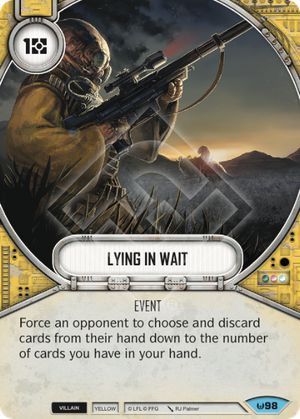 1
LYING IN WAIT
EVENT
Force an opponent to choose and discard
cards from their hand down to the number
of cards you have in your hand.
VILLAIN YELLOW © LFL © FFG RJ Palmer 98